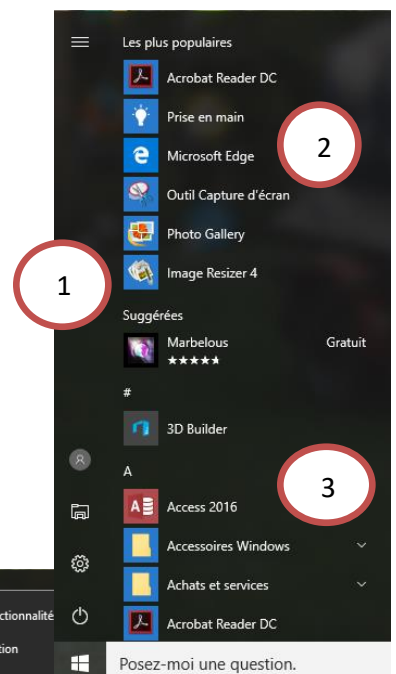 Les plus populaires
Acrobat Reader DC
Prise en main
2
Microsoft Edge
Outil Capture d'écran
Photo Gallery
1
Image Resizer 4
Suggérées
Marbelous Gratuit
#
3D Builder
A
3
Access 2016
Accessoires Windows
Achats et services
ctionnalité
Acrobat Reader DC
tion
Posez-moi une question.